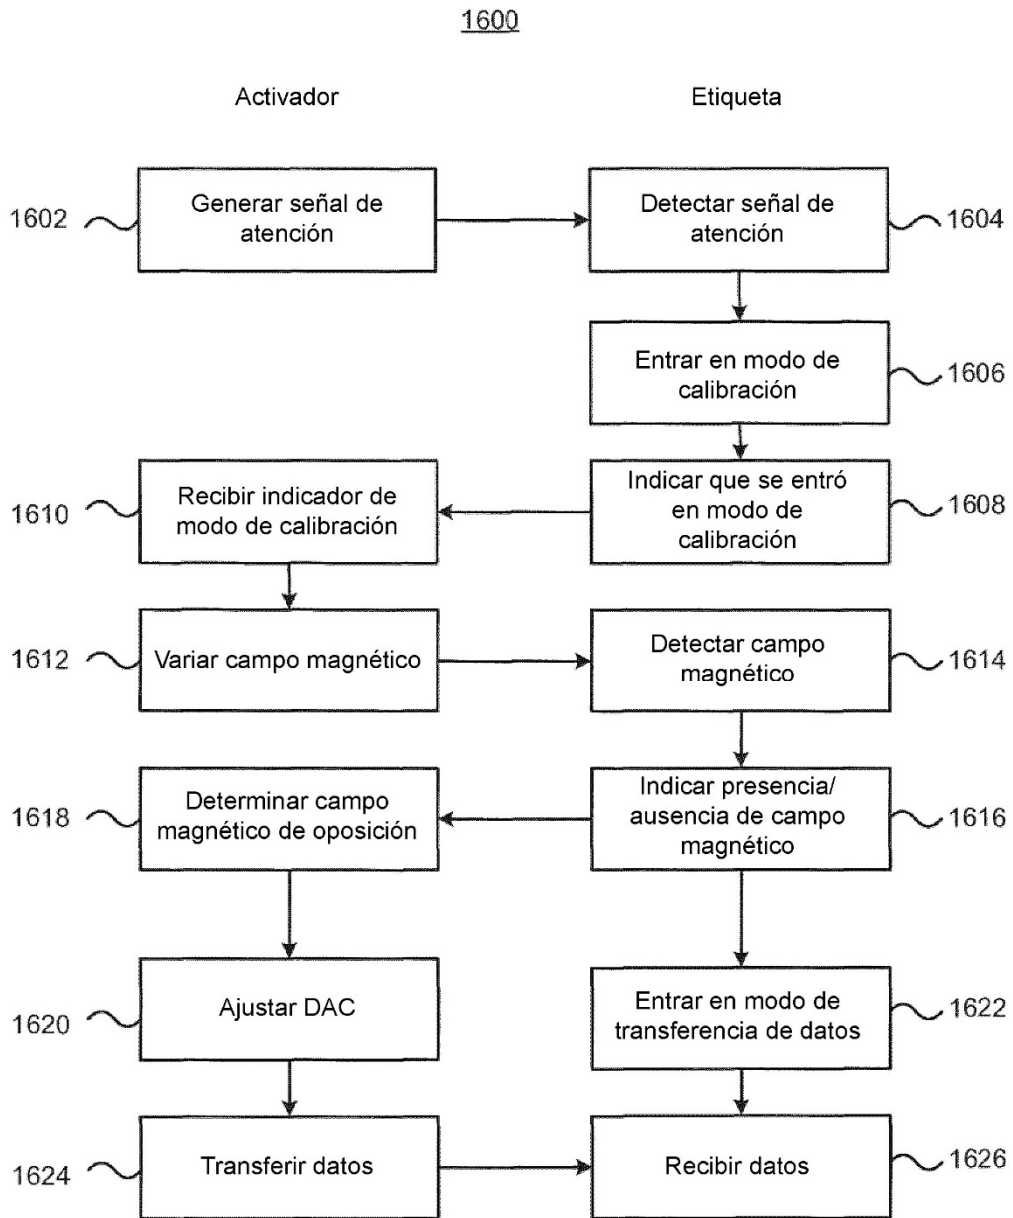 1600
Activador
Etiqueta
1602
Generar señal de
atención
Detectar señal de
atención
1604
Entrar en modo de
calibración
1606
1610
Recibir indicador de
modo de calibración
Indicar que se entró
en modo de
calibración
1608
1612
Variar campo magnético
Detectar campo
magnético
1614
1618
Determinar campo
magnético de oposición
Indicar presencia/
ausencia de campo
magnético
1616
1620
Ajustar DAC
Entrar en modo de
transferencia de datos
1622
1624
Transferir datos
Recibir datos
1626